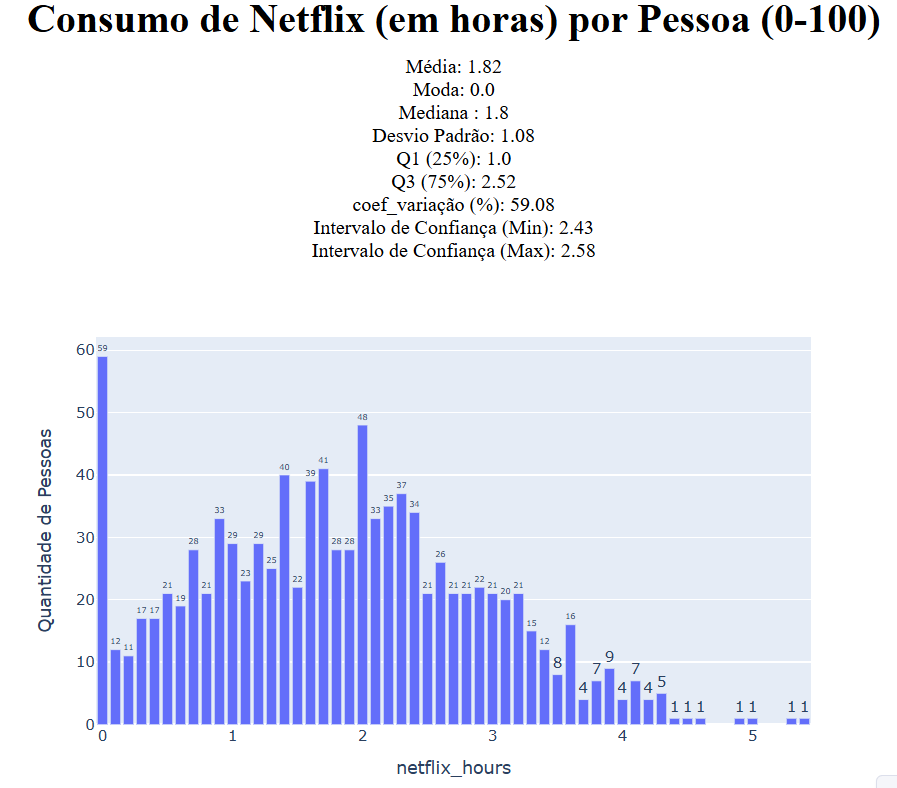 Consumo de Netflix (em horas) por Pessoa (0-100)
Média: 1.82
Moda: 0.0
Mediana : 1.8
Desvio Padrão: 1.08
Q1 (25%): 1.0
Q3 (75%): 2.52
coef_variação (%): 59.08
Intervalo de Confiança (Min): 2.43
Intervalo de Confiança (Max): 2.58
Quantidade de Pessoas
60
50
40
30
20
10
0
59 12 11 17 17 21 19 28 21 33 29 23 29 25 40 22 39 41 28 28 48 33 35 37 34 21 26 21 21 22 21 20 21 15 12 8 16 4 7 9 4 7 4 5 1 1 1 1 1 1 1
0 1 2 3 4 5
netflix_hours